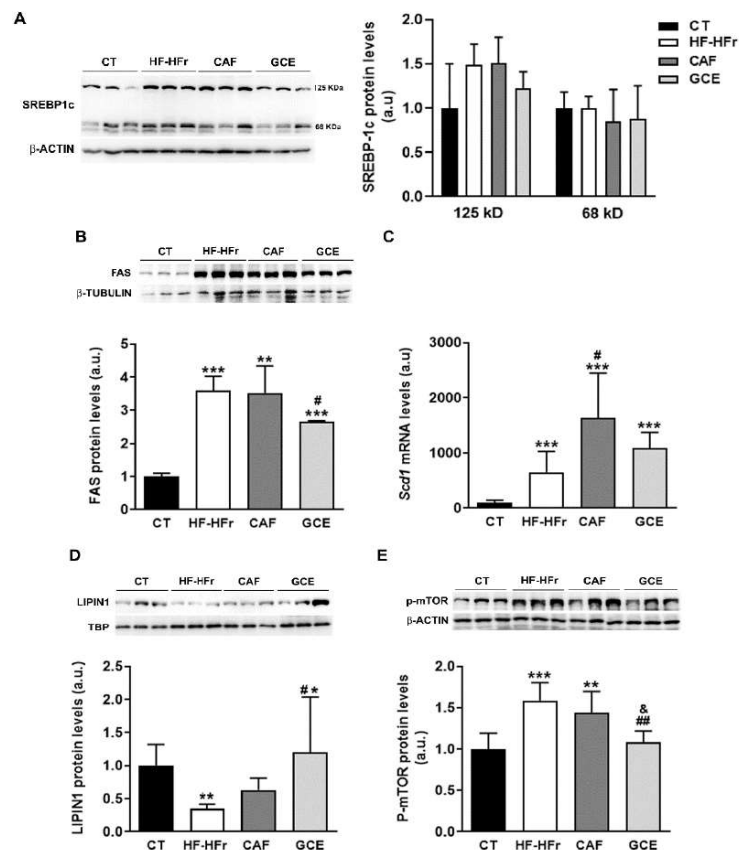 A
CT HF-HFr CAF GCE
SREBP1c
125 KDa
68 KDa
β-ACTIN
SREBP-1c protein levels
(a.u)
2.0
1.5
1.0
0.5
0.0
125 kD 68 kD
CT
HF-HFr
CAF
GCE
B
CT HF-HFr CAF GCE
FAS
β-TUBULIN
FAS protein levels (a.u.)
5
4
3
2
1
0
*** ** # ***
CT HF-HFr CAF GCE
C
Scd1 mRNA levels (a.u)
3000
2000
1000
0
*** # *** ***
CT HF-HFr CAF GCE
D
CT HF-HFr CAF GCE
LIPIN1
TBP
LIPIN1 protein levels (a.u.)
2.5
2.0
1.5
1.0
0.5
0.0
** # *
CT HF-HFr CAF GCE
E
CT HF-HFr CAF GCE
p-mTOR
β-ACTIN
P-mTOR protein levels
(a.u.)
2.0
1.5
1.0
0.5
0.0
*** ** & ##
CT HF-HFr CAF GCE